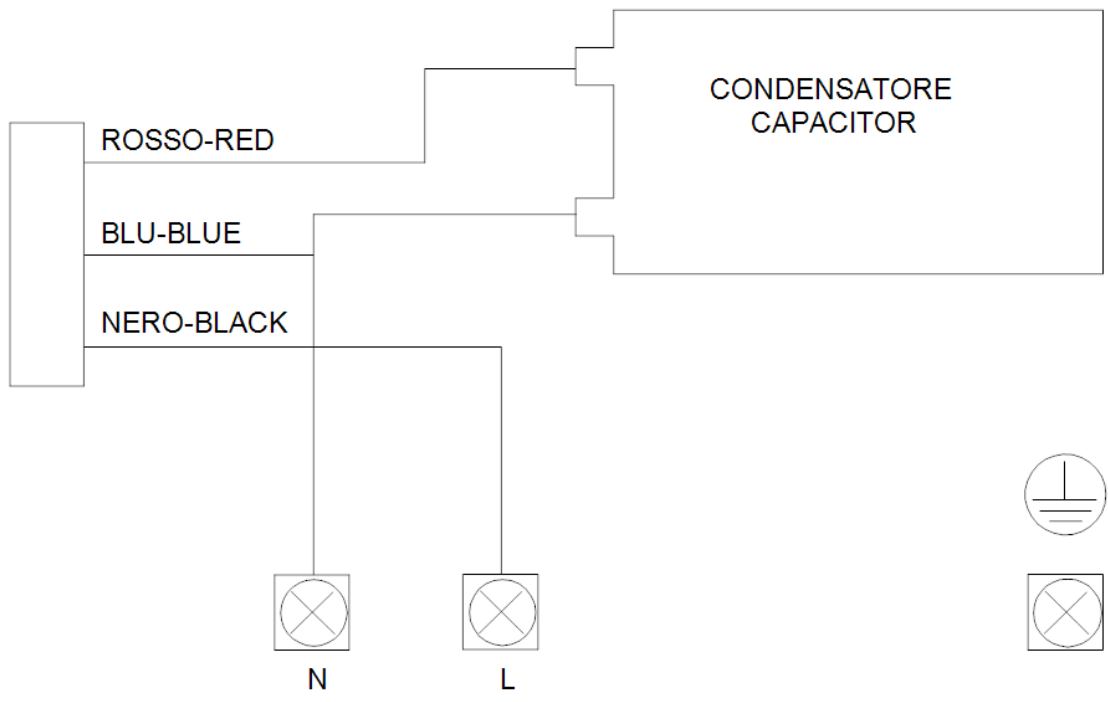 CONDENSATORE
CAPACITOR
ROSSO-RED
BLU-BLUE
NERO-BLACK
N
L